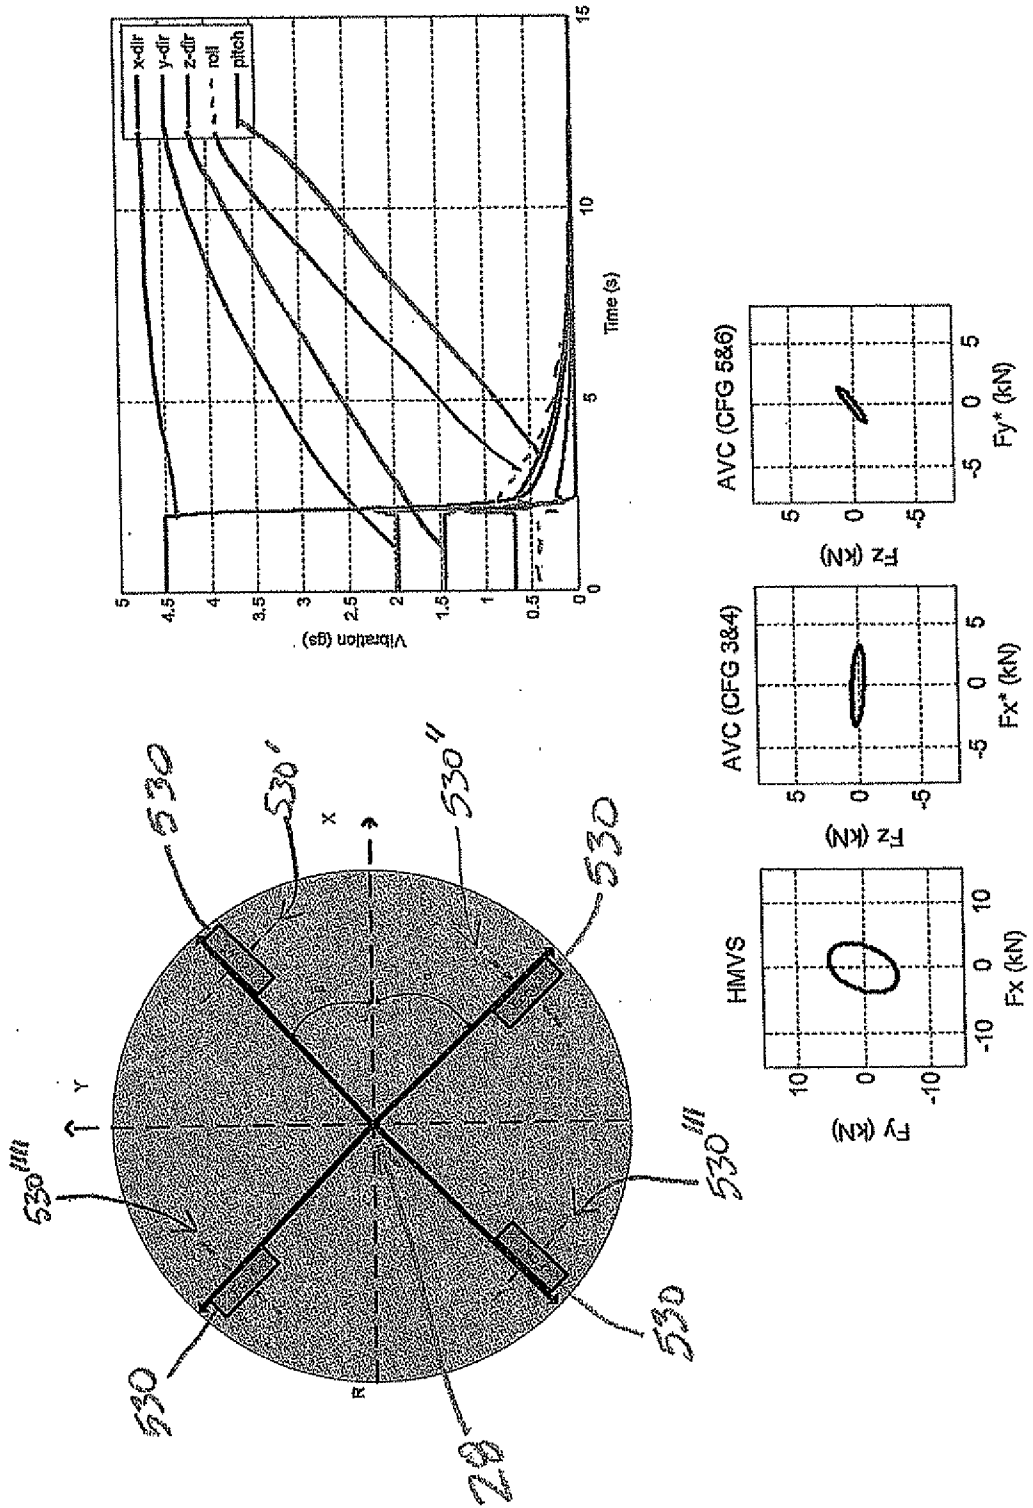 530''''
Y
530
530
530'
X
R
28
530
530'''
530''
530
5
4.5
4
3.5
3
2.5
2
1.5
1
0.5
0
Vibration (gs)
x-dir
y-dir
z-dir
roll
pitch
0
5
10
15
Time (s)
HMVS
10
0
-10
Fy (kN)
-10
0
10
Fx (kN)
AVC (CFG 3&4)
5
0
-5
Fz (kN)
-5
0
5
Fx* (kN)
AVC (CFG 5&6)
5
0
-5
Fz (kN)
-5
0
5
Fy* (kN)